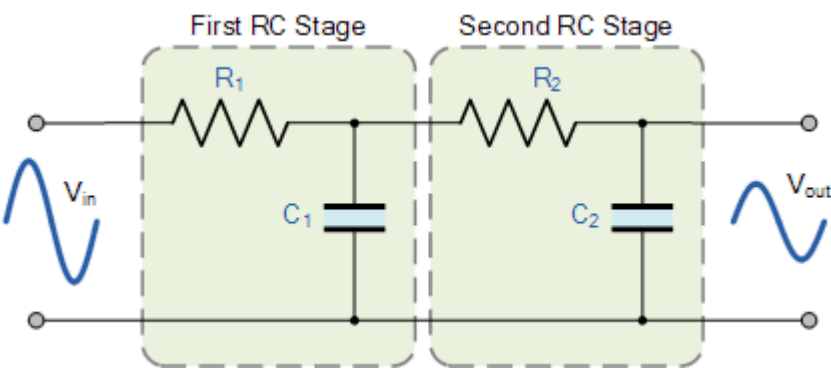 First RC Stage
Second RC Stage
R1
R2
Vin
C1
C2
Vout